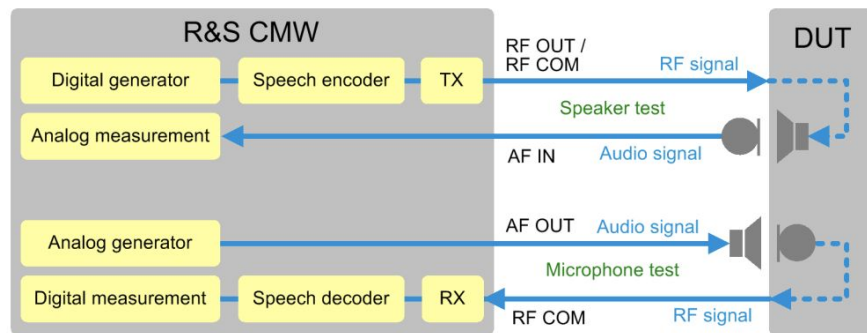 R&S CMW
DUT
RF OUT /
RF COM
RF signal
Digital generator
Speech encoder
TX
Speaker test
Analog measurement
AF IN
Audio signal
AF OUT
Audio signal
Analog generator
Microphone test
Digital measurement
Speech decoder
RX
RF COM
RF signal